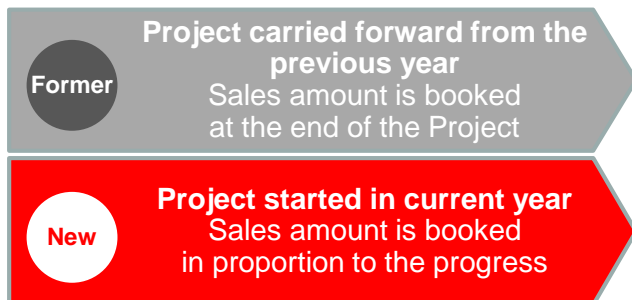 Former
Project carried forward from the
previous year
Sales amount is booked
at the end of the Project
New
Project started in current year
Sales amount is booked
in proportion to the progress